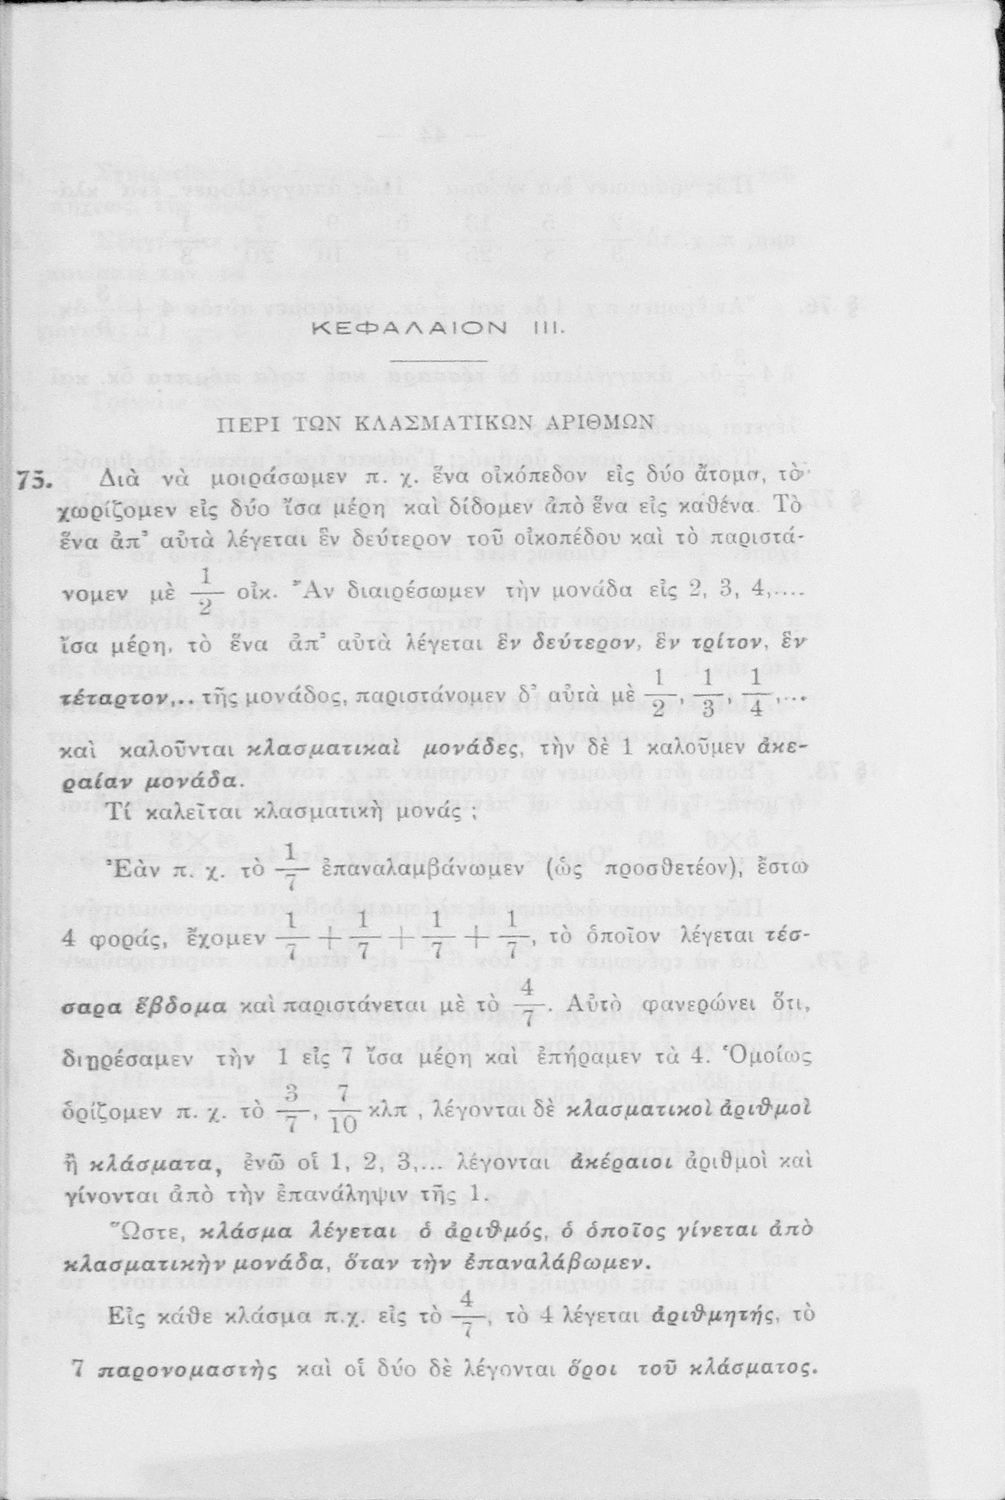 ΚΕΦΑΛΑΙΟΝ III.
ΠΕΡΙ ΤΩΝ ΚΛΑΣΜΑΤΙΚΩΝ ΑΡΙΘΜΩΝ
75. Διὰ νὰ μοιράσωμεν π. χ. ἕνα οἰκόπεδον εἰς δύο ἄτομα, τὸ
χωρίζομεν εἰς δύο ἴσα μέρη καὶ δίδομεν ἀπὸ ἕνα εἰς καθένα. Τὸ
ἕνα ἀπ’ αὐτὰ λέγεται ἓν δεύτερον τοῦ οἰκοπέδου καὶ τὸ παριστά-
νομεν μὲ 1/2 οἰκ. Ἂν διαιρέσωμεν τὴν μονάδα εἰς 2, 3, 4,....
ἴσα μέρη, τὸ ἕνα ἀπ’ αὐτὰ λέγεται ἓν δεύτερον, ἓν τρίτον, ἓν
τέταρτον,.. τῆς μονάδος, παριστάνομεν δ’ αὐτὰ μὲ 1/2, 1/3, 1/4,...
καὶ καλοῦνται κλασματικαὶ μονάδες, τὴν δὲ 1 καλοῦμεν ἀκε-
ραίαν μονάδα.
Τί καλεῖται κλασματικὴ μονάς ;
Ἐὰν π. χ. τὸ 1/7 ἐπαναλαμβάνωμεν (ὡς προσθετέον), ἔστω
4 φοράς, ἔχομεν 1/7 + 1/7 + 1/7 + 1/7, τὸ ὁποῖον λέγεται τέσ-
σαρα ἕβδομα καὶ παριστάνεται μὲ τὸ 4/7. Αὐτὸ φανερώνει ὅτι,
διῃρέσαμεν τὴν 1 εἰς 7 ἴσα μέρη καὶ ἐπήραμεν τὰ 4. Ὁμοίως
ὁρίζομεν π. χ. τὸ 3/7, 7/10 κλπ , λέγονται δὲ κλασματικοὶ ἀριθμοὶ
ἢ κλάσματα, ἐνῶ οἱ 1, 2, 3,... λέγονται ἀκέραιοι ἀριθμοὶ καὶ
γίνονται ἀπὸ τὴν ἐπανάληψιν τῆς 1.
Ὥστε, κλάσμα λέγεται ὁ ἀριθμός, ὁ ὁποῖος γίνεται ἀπὸ
κλασματικὴν μονάδα, ὅταν τὴν ἐπαναλάβωμεν.
Εἰς κάθε κλάσμα π.χ. εἰς τὸ 4/7, τὸ 4 λέγεται ἀριθμητής, τὸ
7 παρονομαστὴς καὶ οἱ δύο δὲ λέγονται ὅροι τοῦ κλάσματος.